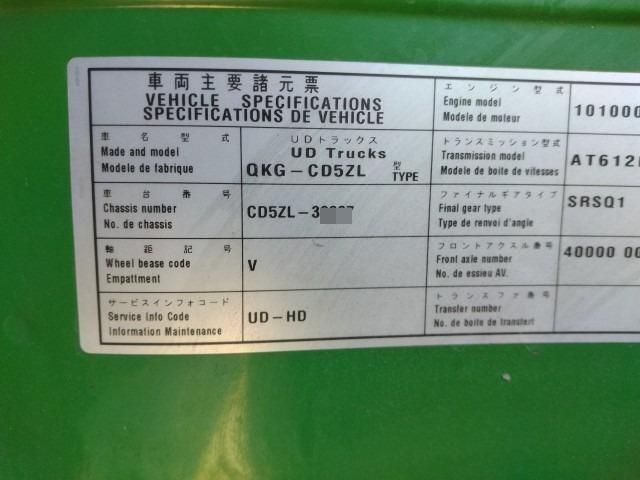 車両主要諸元票
VEHICLE SPECIFICATIONS
SPECIFICATIONS DE VEHICLE
車名型式
Made and model
Modele de fabrique
UDトラックス
UD Trucks
QKG-CD5ZL 型 TYPE
車台番号
Chassis number
No. de chassis
CD5ZL-3
軸距記号
Wheel bease code
Empattment
V
サービスインフォコード
Service Info Code
Information Maintenance
UD-HD
エンジン型式
Engine model
Modele de moteur
101000
トランスミッション型式
Transmission model
Modele de boite de vitesses
AT612
ファイナルギアタイプ
Final gear type
Type de renvoi d'angle
SRSQ1
フロントアクスル番号
Front axle number
No. de essieu AV.
40000 00
トランスファ番号
Transfer number
No. de boite de transfert